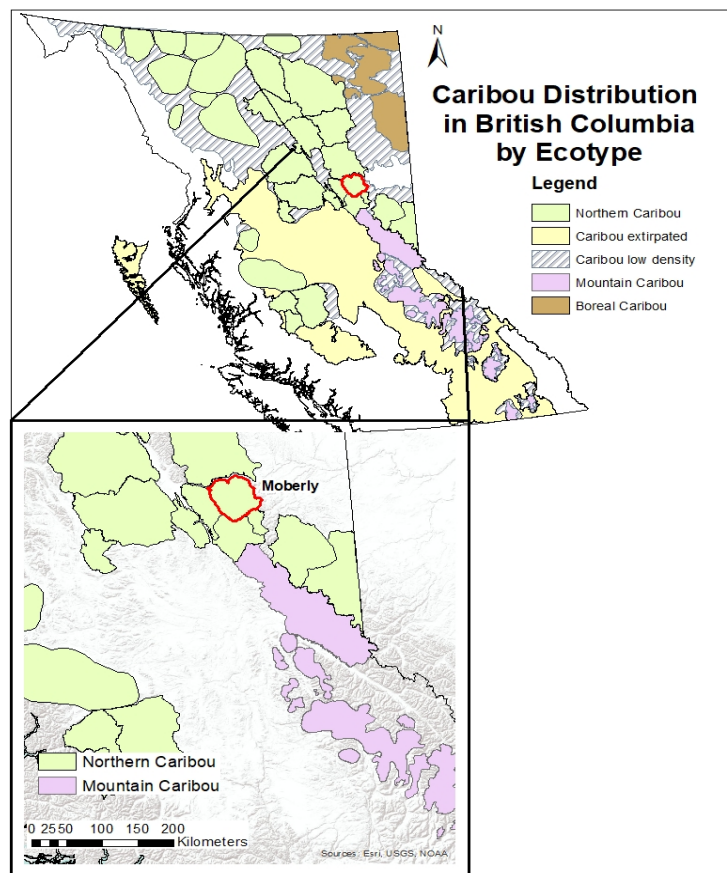 N
Caribou Distribution
in British Columbia
by Ecotype
Legend
Northern Caribou
Caribou extirpated
Caribou low density
Mountain Caribou
Boreal Caribou
Moberly
Northern Caribou
Mountain Caribou
0 25 50 100 150 200
Kilometers
Sources: Esri, USGS, NOAA